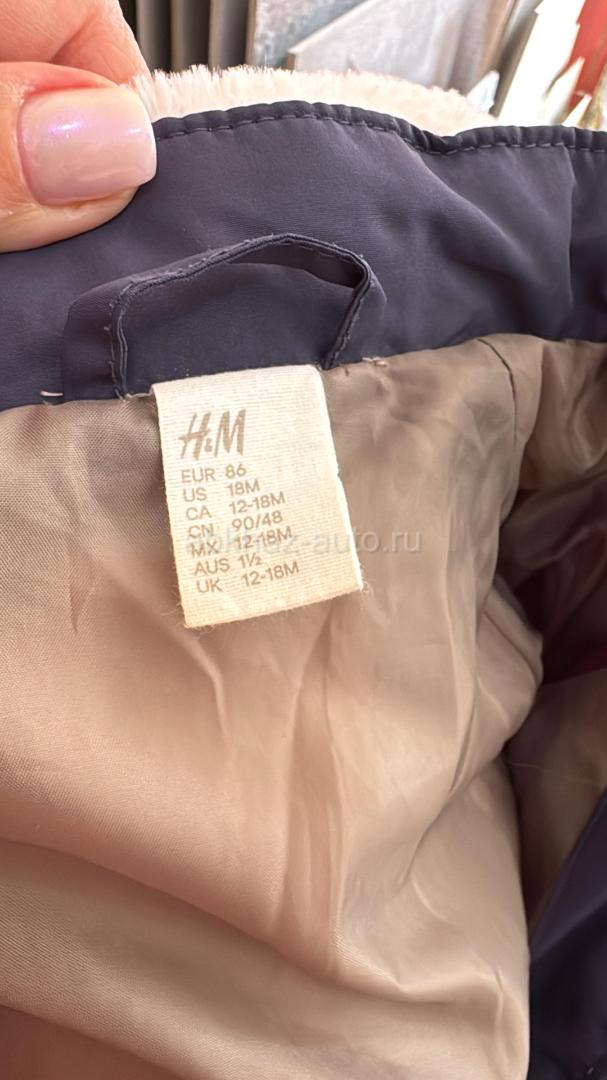 H&M
EUR 86
US 18M
CA 12-18M
CN 90/48
MX 12-18M
AUS 1½
UK 12-18M